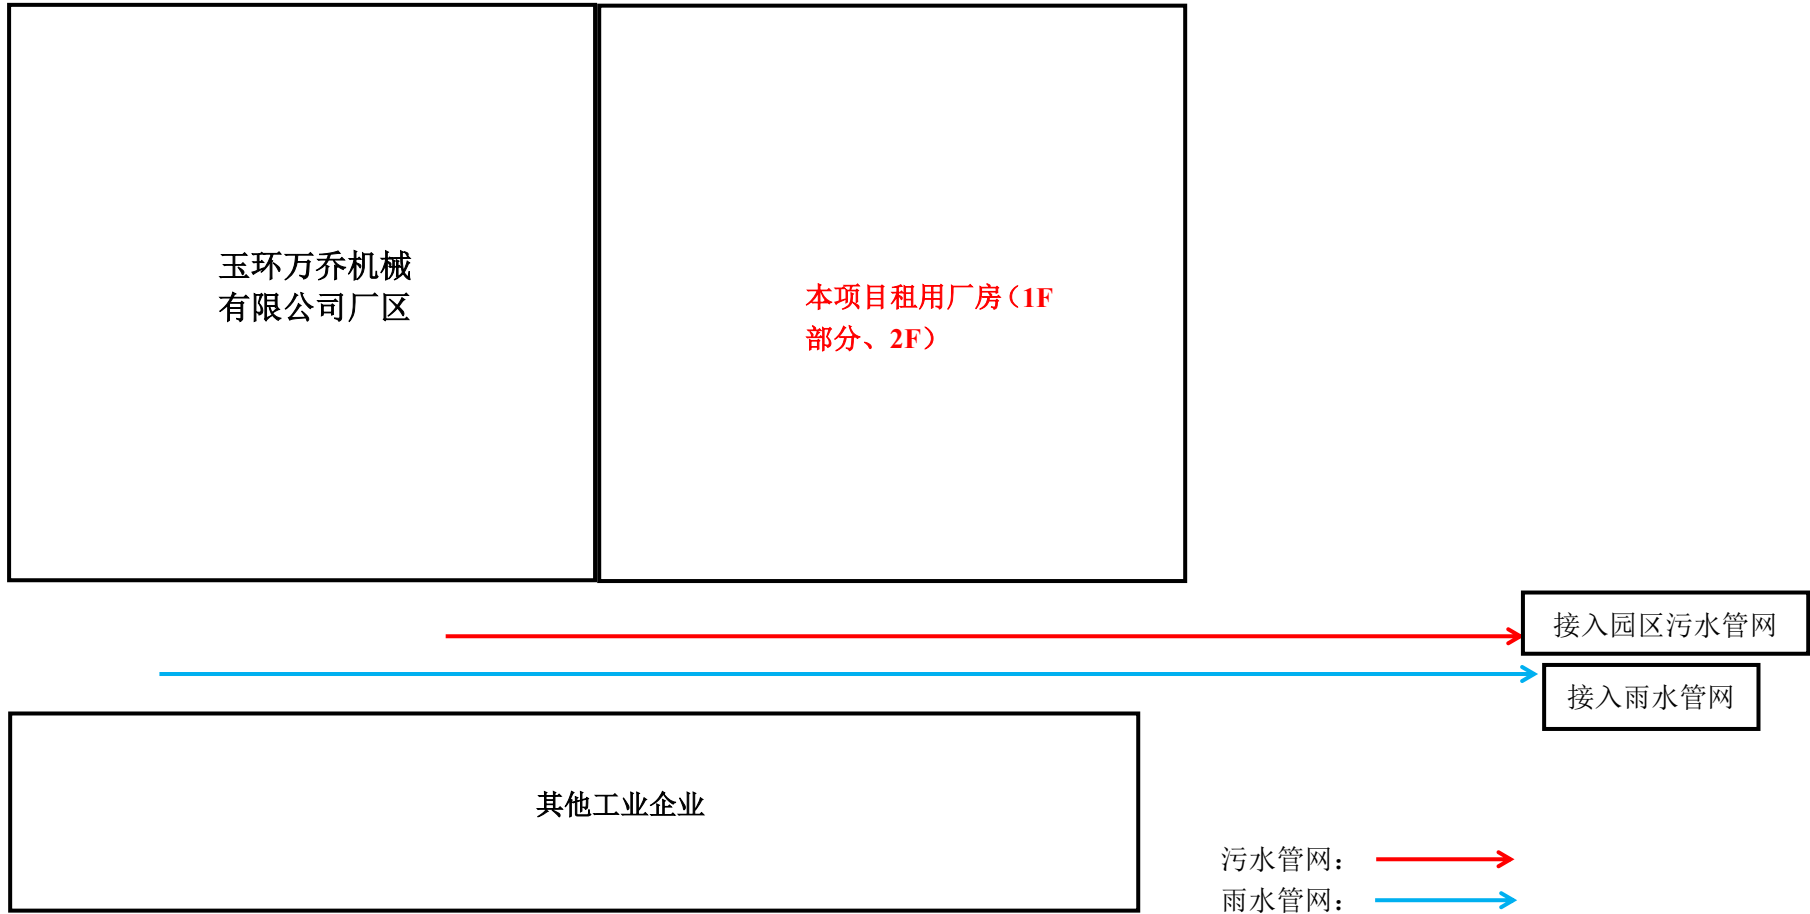 玉环万乔机械
有限公司厂区
本项目租用厂房（1F
部分、2F）
接入园区污水管网
接入雨水管网
其他工业企业
污水管网：
雨水管网：